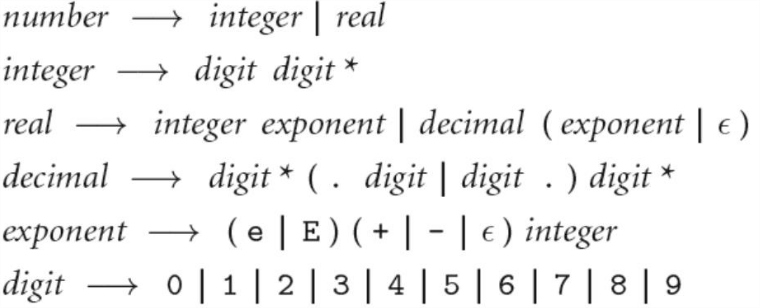 number ⟶ integer | real
integer ⟶ digit digit *
real ⟶ integer exponent | decimal ( exponent | ϵ )
decimal ⟶ digit * ( . digit | digit . ) digit *
exponent ⟶ ( e | E ) ( + | - | ϵ ) integer
digit ⟶ 0 | 1 | 2 | 3 | 4 | 5 | 6 | 7 | 8 | 9